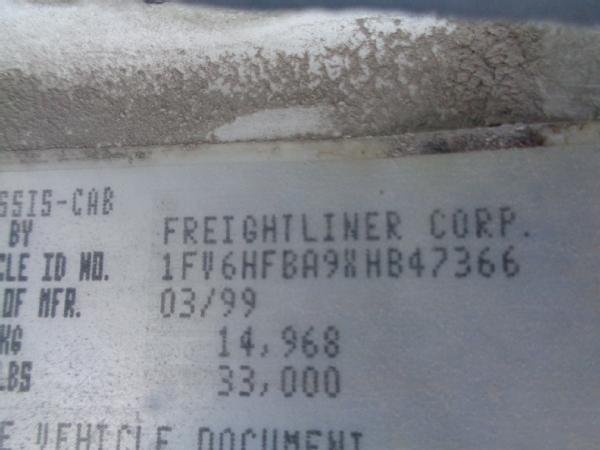 SSIS-CAB
BY FREIGHTLINER CORP.
CLE ID NO. 1FV6HFBA9XHB47366
OF MFR. 03/99
KG 14,968
LBS 33,000
E VEHICLE DOCUMENT